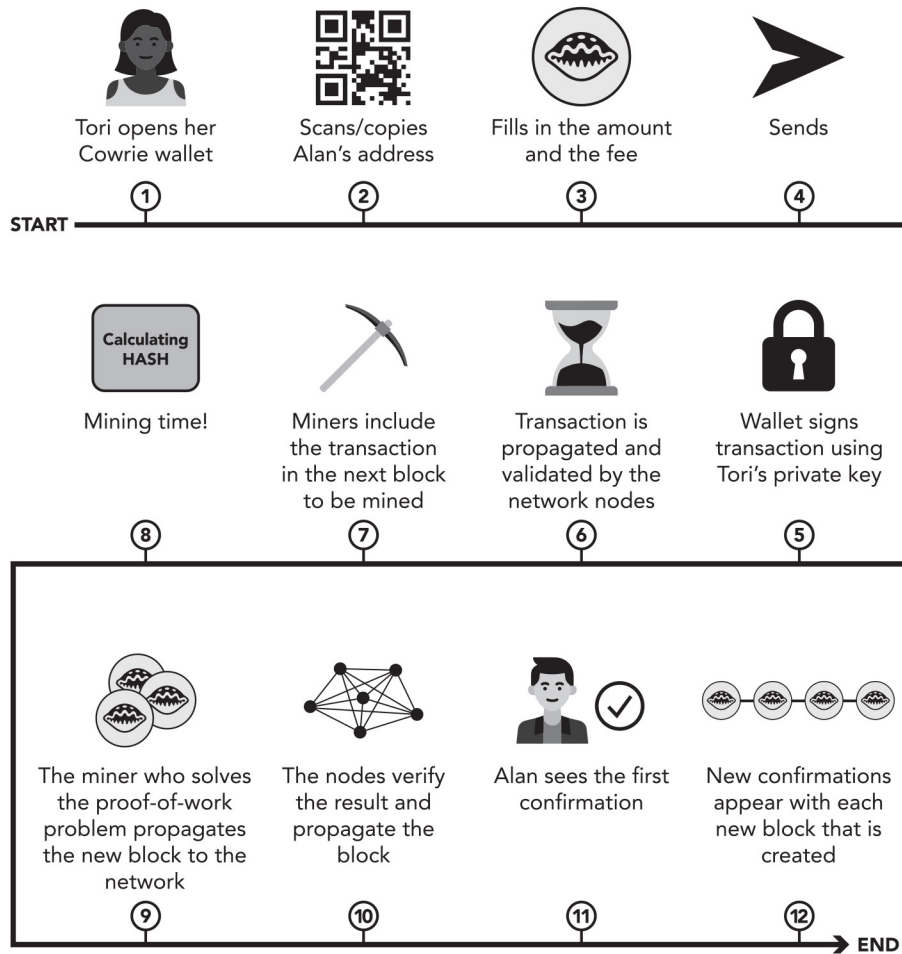 Tori opens her
Cowrie wallet
1
Scans/copies
Alan's address
2
Fills in the amount
and the fee
3
Sends
4
START
Wallet signs
transaction using
Tori's private key
5
Transaction is
propagated and
validated by the
network nodes
6
Miners include
the transaction
in the next block
to be mined
7
Calculating
HASH
Mining time!
8
The miner who solves
the proof-of-work
problem propagates
the new block to the
network
9
The nodes verify
the result and
propagate the
block
10
Alan sees the first
confirmation
11
New confirmations
appear with each
new block that is
created
12
END